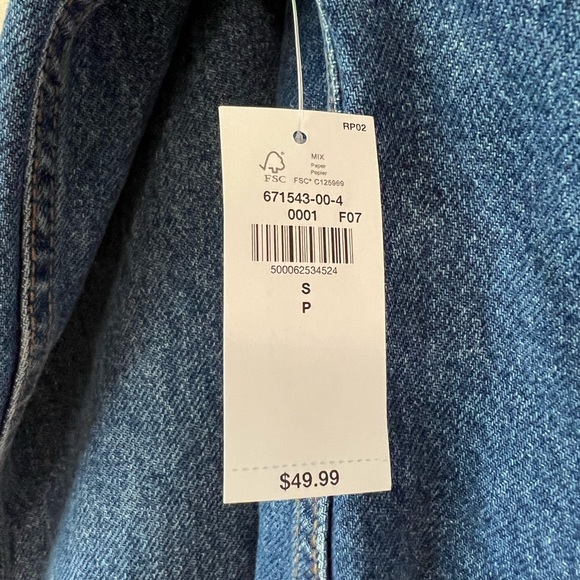 RP02
MIX
Paper
Papier
FSC
FSC® C125969
671543-00-4
0001 F07
500062534524
S
P
$49.99